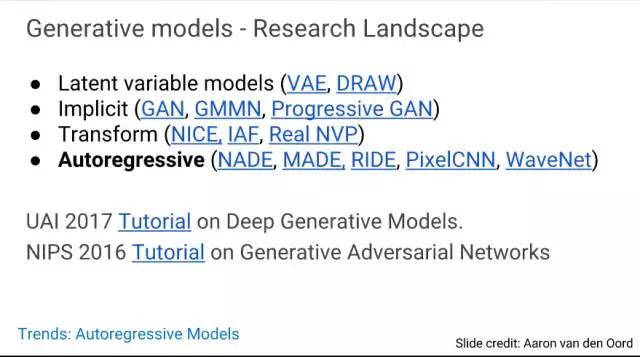 Generative models - Research Landscape
● Latent variable models (VAE, DRAW)
● Implicit (GAN, GMMN, Progressive GAN)
● Transform (NICE, IAF, Real NVP)
● Autoregressive (NADE, MADE, RIDE, PixelCNN, WaveNet)
UAI 2017 Tutorial on Deep Generative Models.
NIPS 2016 Tutorial on Generative Adversarial Networks
Trends: Autoregressive Models
Slide credit: Aaron van den Oord